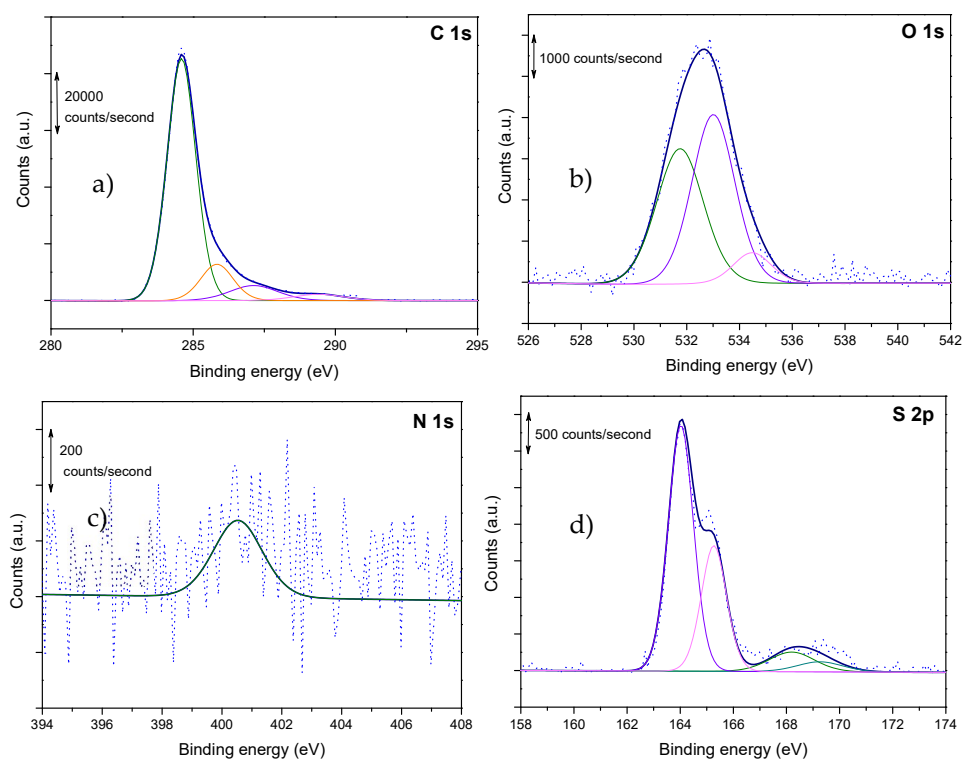 C 1s
20000
counts/second
a)
Counts (a.u.)
280 285 290 295
Binding energy (eV)
O 1s
1000 counts/second
b)
Counts (a.u.)
526 528 530 532 534 536 538 540 542
Binding energy (eV)
N 1s
200
counts/second
c)
Counts (a.u.)
394 396 398 400 402 404 406 408
Binding energy (eV)
S 2p
500 counts/second
d)
Counts (a.u.)
158 160 162 164 166 168 170 172 174
Binding energy (eV)